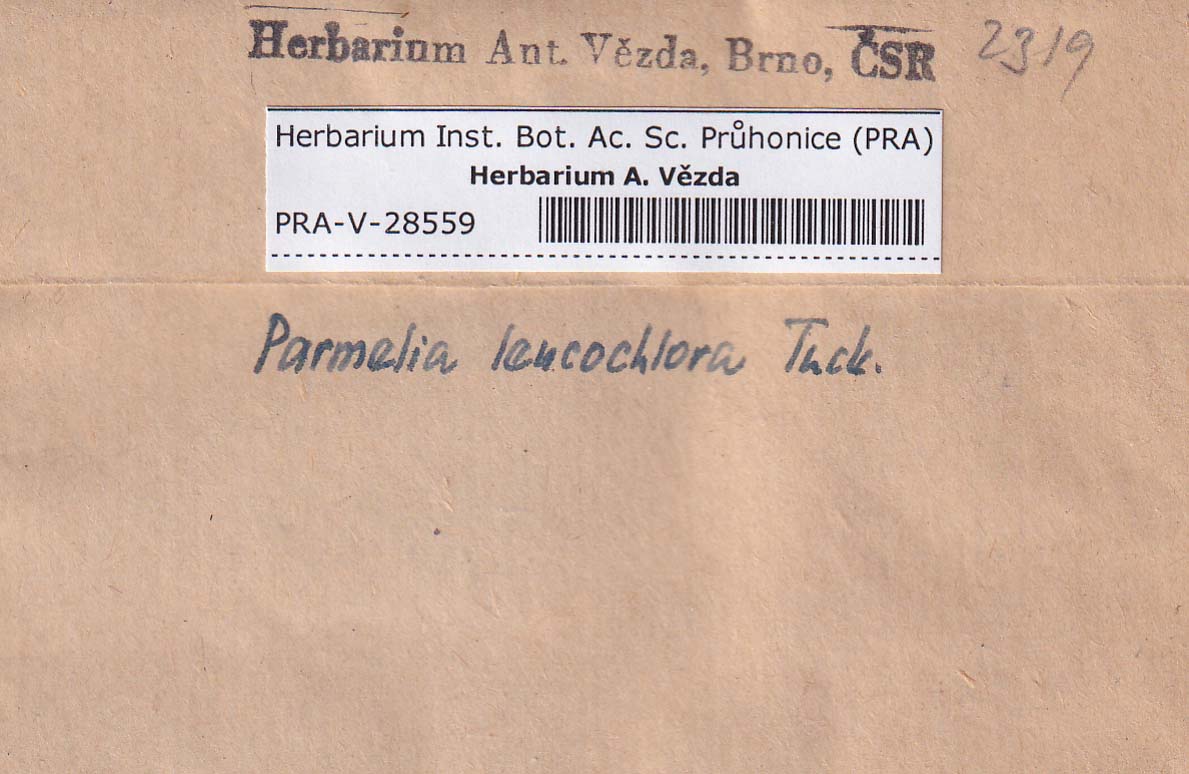 Herbarium Ant. Vězda, Brno, ČSR 2319
Herbarium Inst. Bot. Ac. Sc. Průhonice (PRA)
Herbarium A. Vězda
PRA-V-28559
Parmelia leucochlora Tuck.